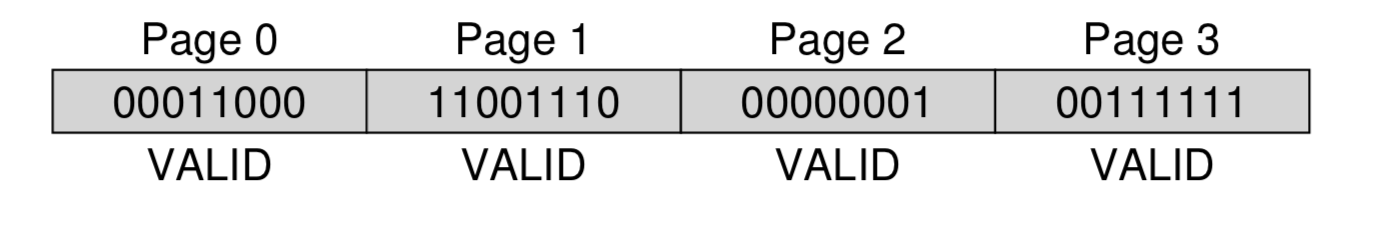 Page 0 Page 1 Page 2 Page 3
00011000 11001110 00000001 00111111
VALID VALID VALID VALID